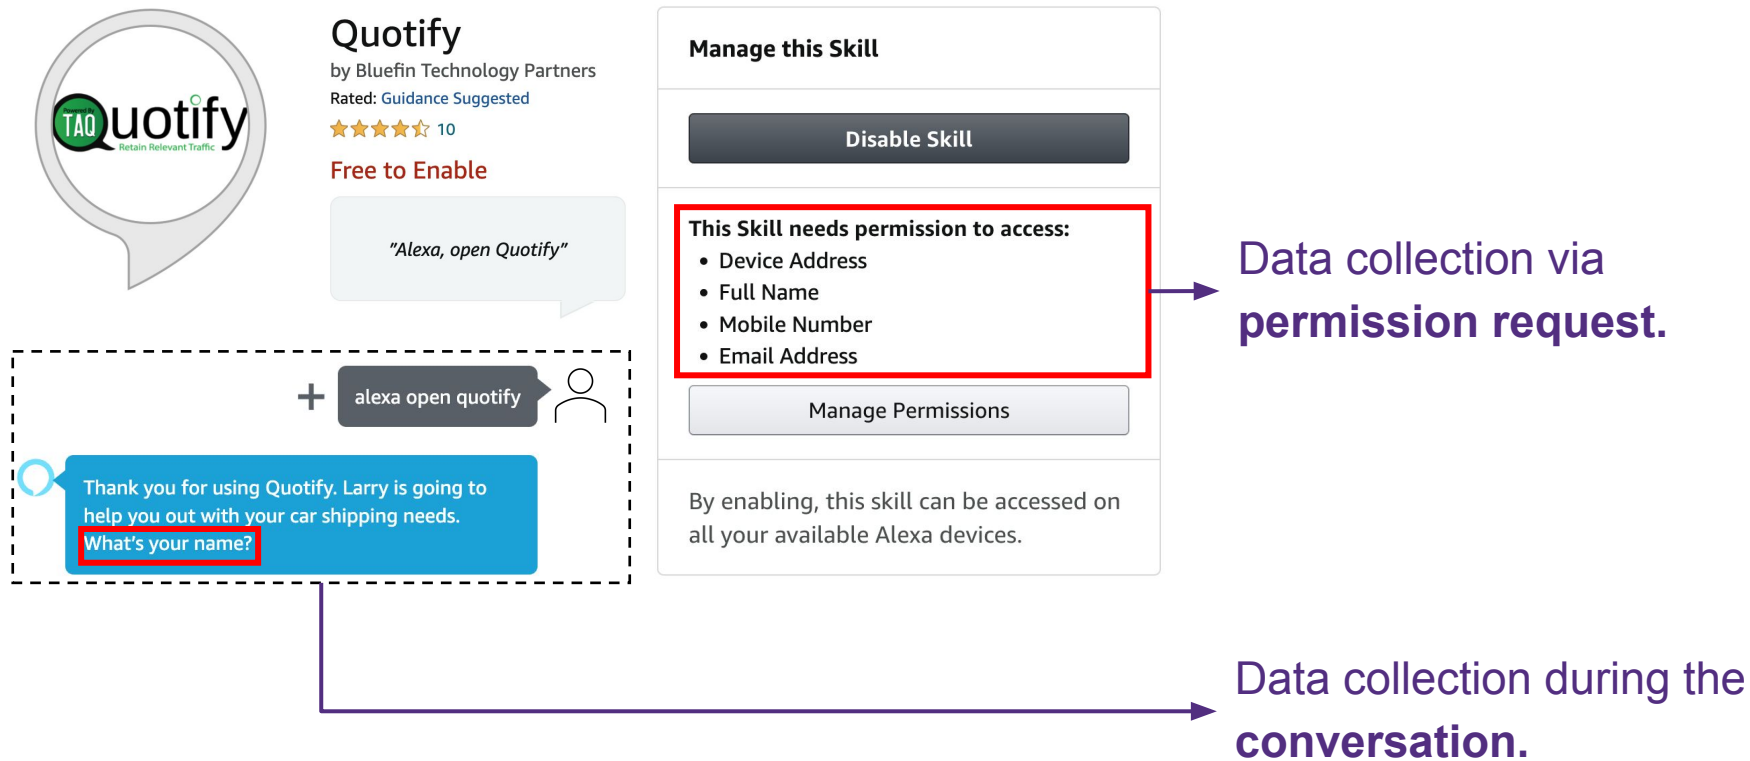 Powered By
TAQ
Quotify
Retain Relevant Traffic
Quotify
by Bluefin Technology Partners
Rated: Guidance Suggested
10
Free to Enable
"Alexa, open Quotify"
alexa open quotify
Thank you for using Quotify. Larry is going to
help you out with your car shipping needs.
What's your name?
Manage this Skill
Disable Skill
This Skill needs permission to access:
• Device Address
• Full Name
• Mobile Number
• Email Address
Manage Permissions
By enabling, this skill can be accessed on
all your available Alexa devices.
Data collection via
permission request.
Data collection during the
conversation.